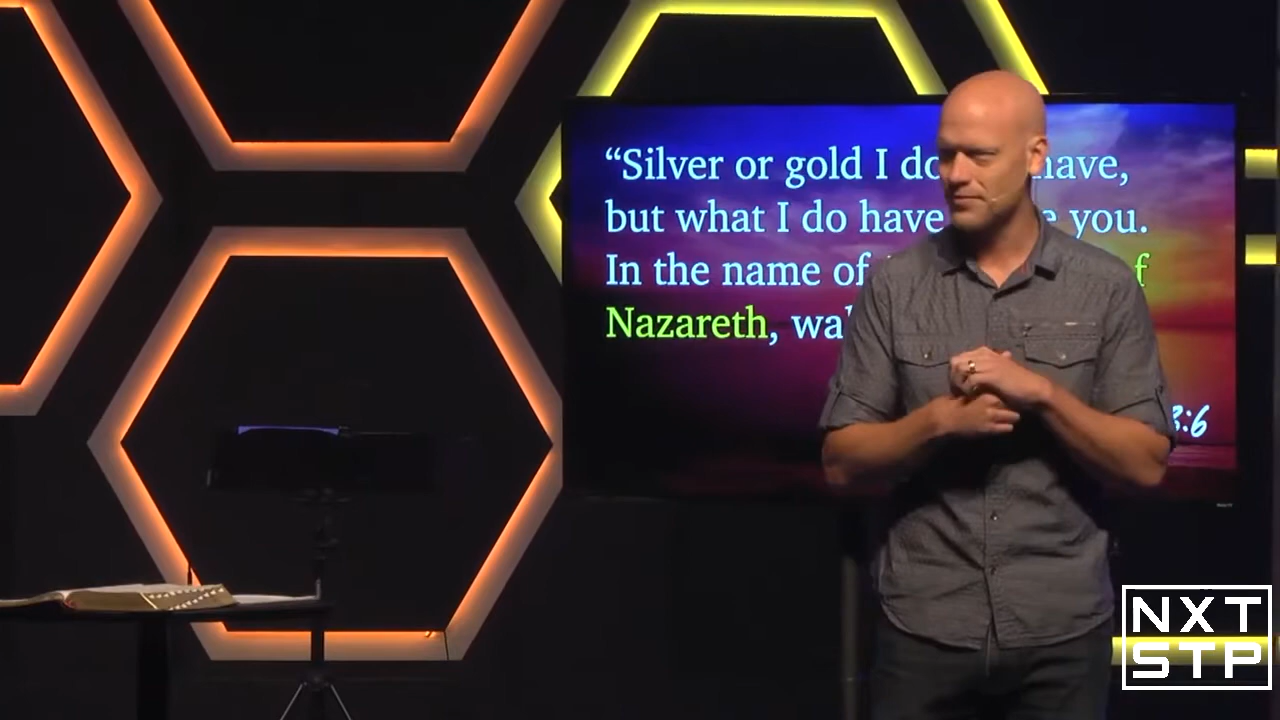 “Silver or gold I do have,
but what I do have you.
In the name of
Nazareth,
3:6
NXT
STP